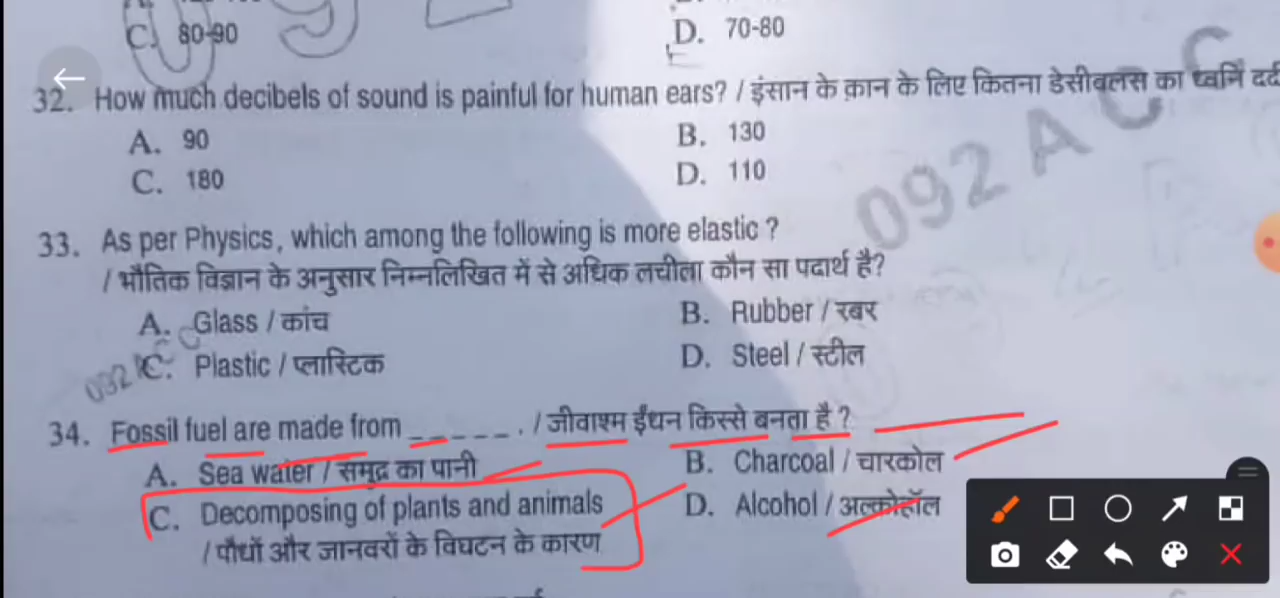 C. 80-90
D. 70-80
32. How much decibels of sound is painful for human ears? / इंसान के क़ान के लिए कितना डेसीबलस का ध्वनि दर्द
A. 90
B. 130
C. 180
D. 110
092 A C C
33. As per Physics, which among the following is more elastic ?
/ भौतिक विज्ञान के अनुसार निम्नलिखित में से अधिक लचीला कौन सा पदार्थ है?
A. Glass / कांच
B. Rubber / रबर
C. Plastic / प्लास्टिक
D. Steel / स्टील
34. Fossil fuel are made from _ _ _ _ _ . / जीवाश्म ईंधन किस्से बनता है ?
A. Sea water / समुद्र का पानी
B. Charcoal / चारकोल
C. Decomposing of plants and animals
/ पौधों और जानवरों के विघटन के कारण
D. Alcohol / अल्कोहॉल